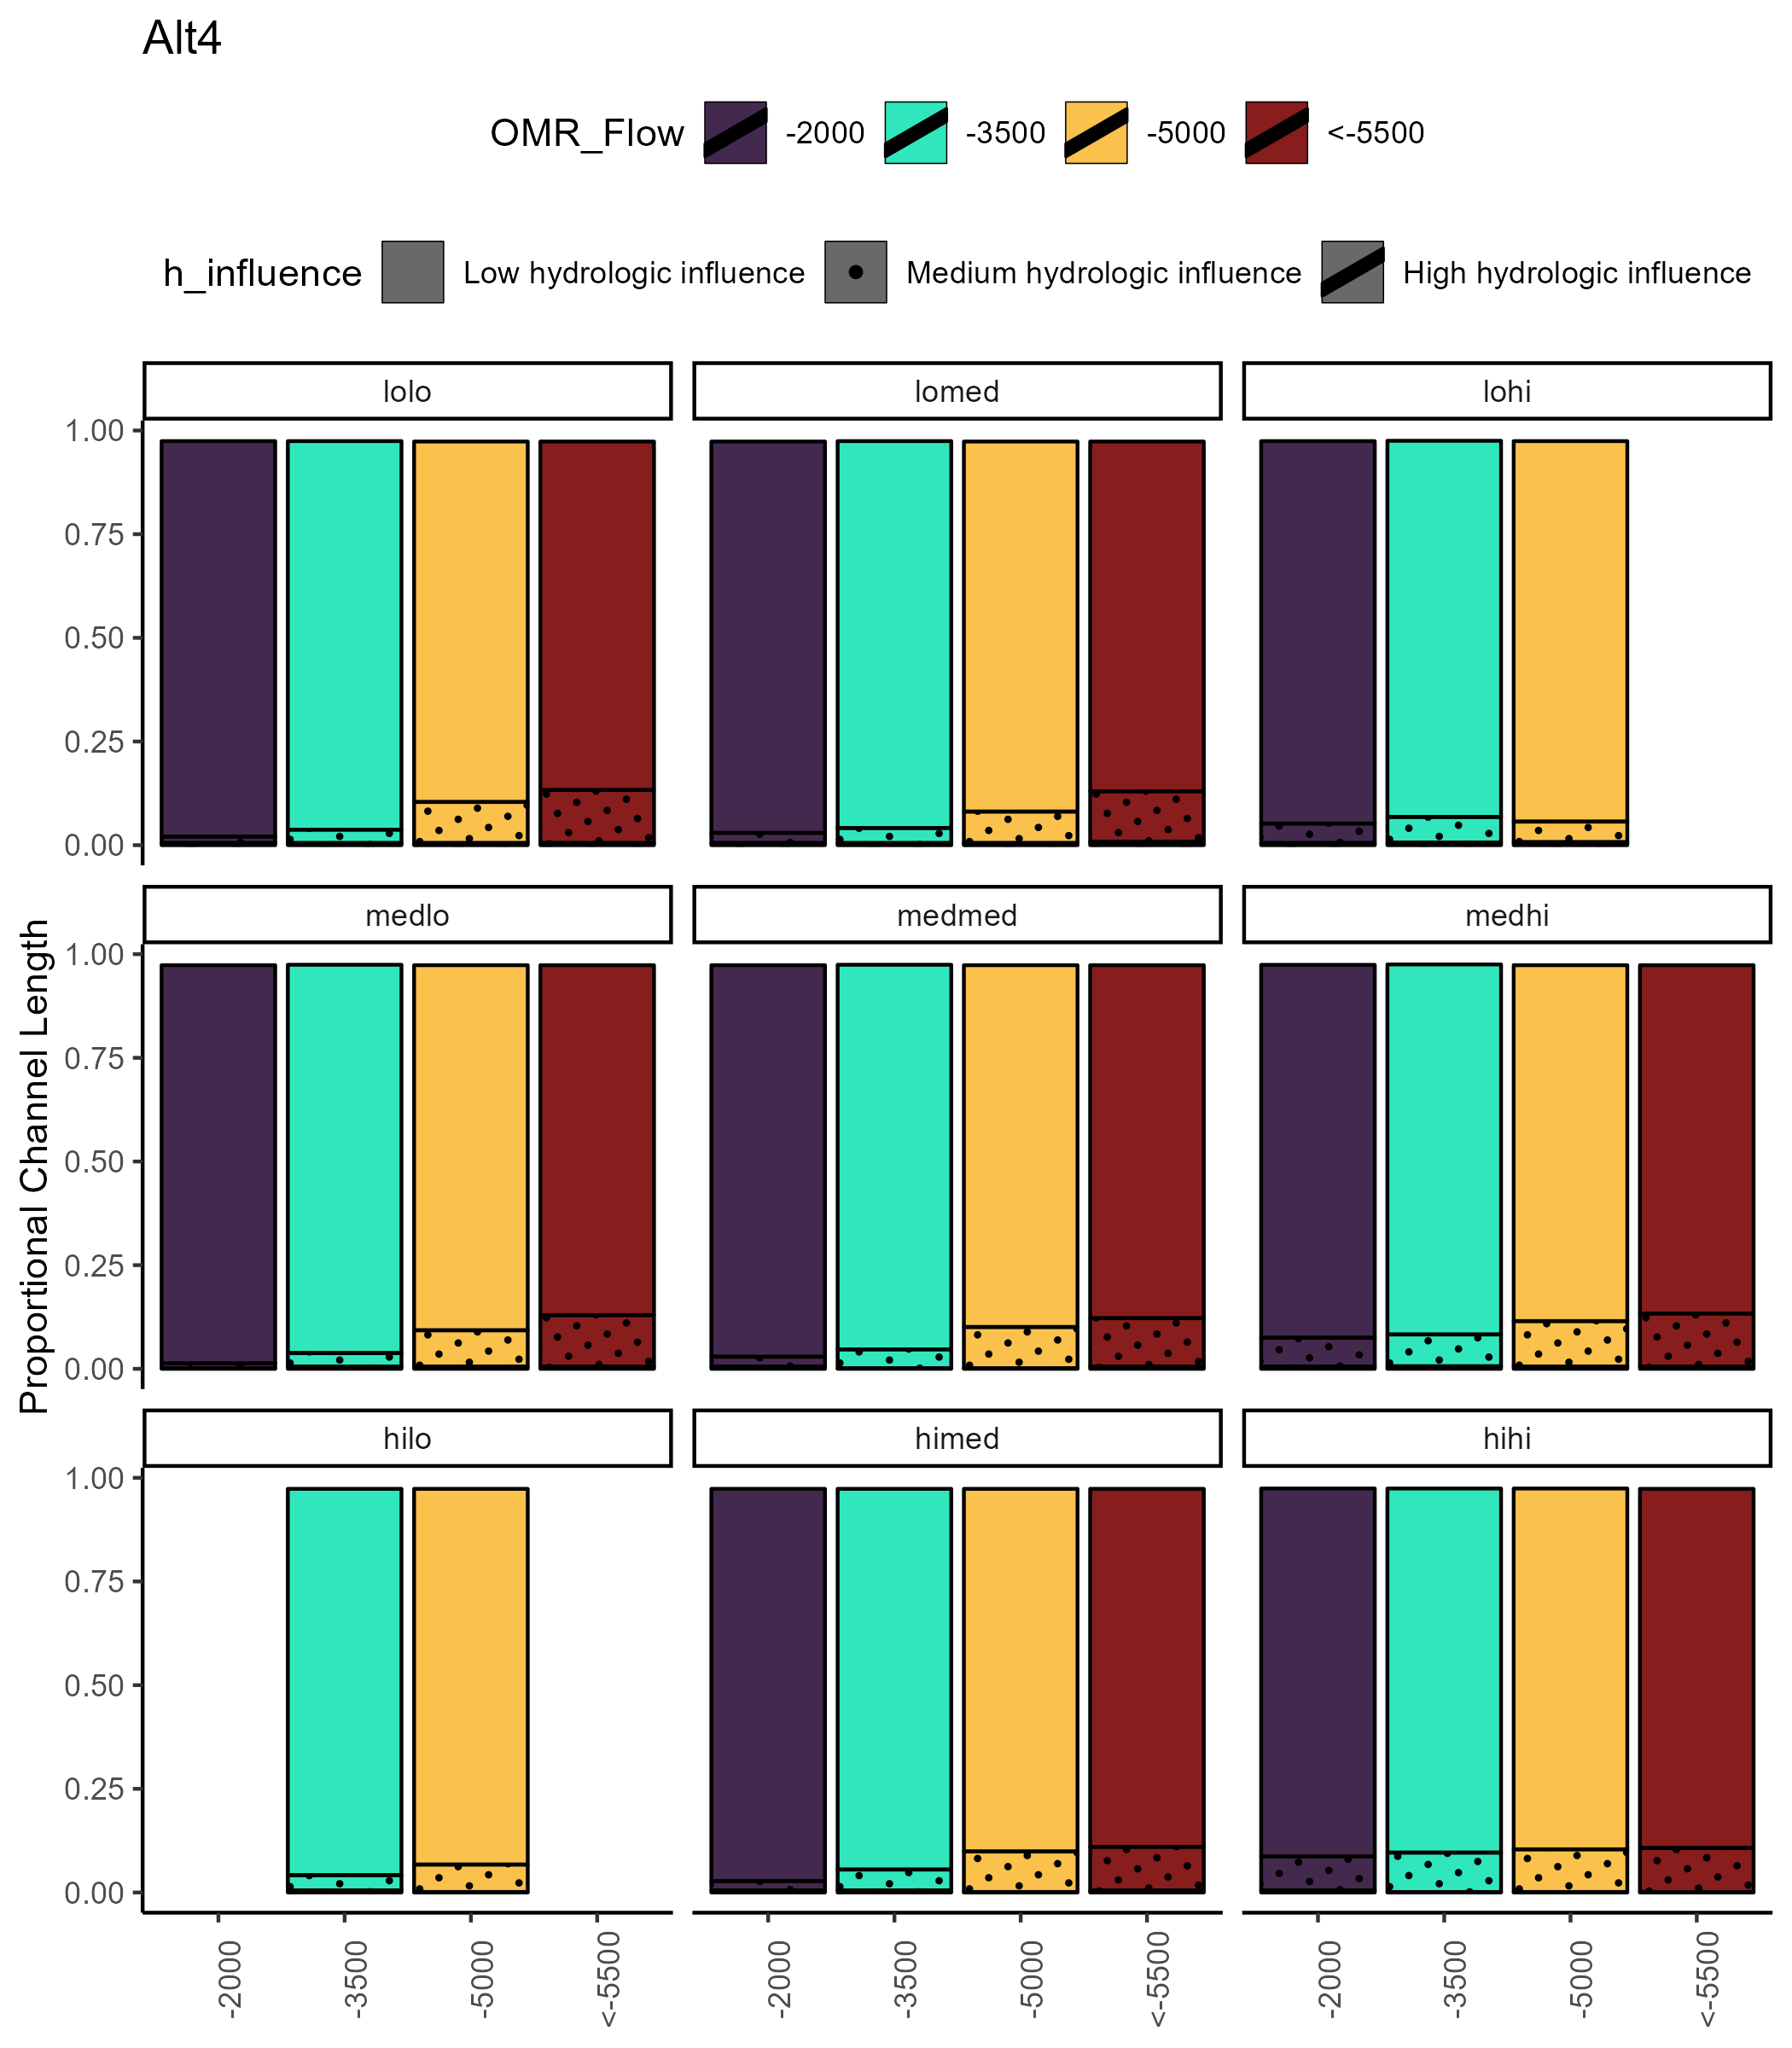 Alt4
OMR_Flow -2000 -3500 -5000 <-5500
h_influence Low hydrologic influence Medium hydrologic influence High hydrologic influence
lolo lomed lohi
1.00
0.75
0.50
0.25
0.00
medlo medmed medhi
1.00
0.75
0.50
0.25
0.00
hilo himed hihi
1.00
0.75
0.50
0.25
0.00
Proportional Channel Length
-2000 -3500 -5000 <-5500 -2000 -3500 -5000 <-5500 -2000 -3500 -5000 <-5500